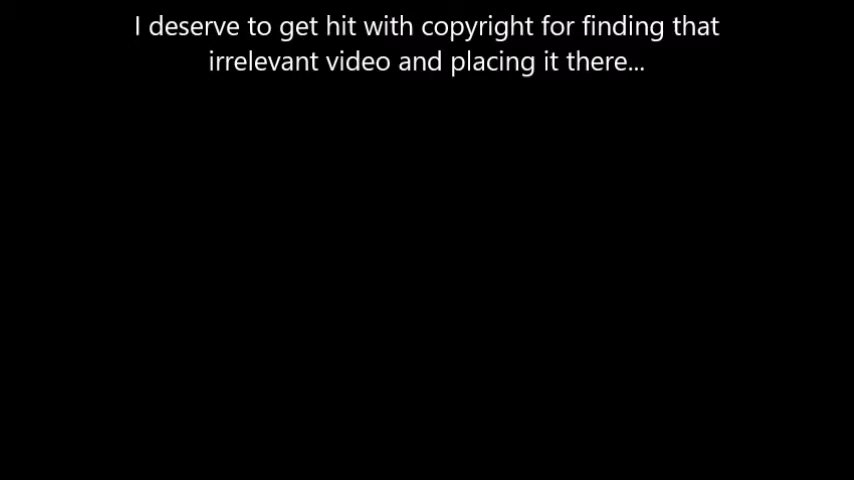 I deserve to get hit with copyright for finding that
irrelevant video and placing it there...